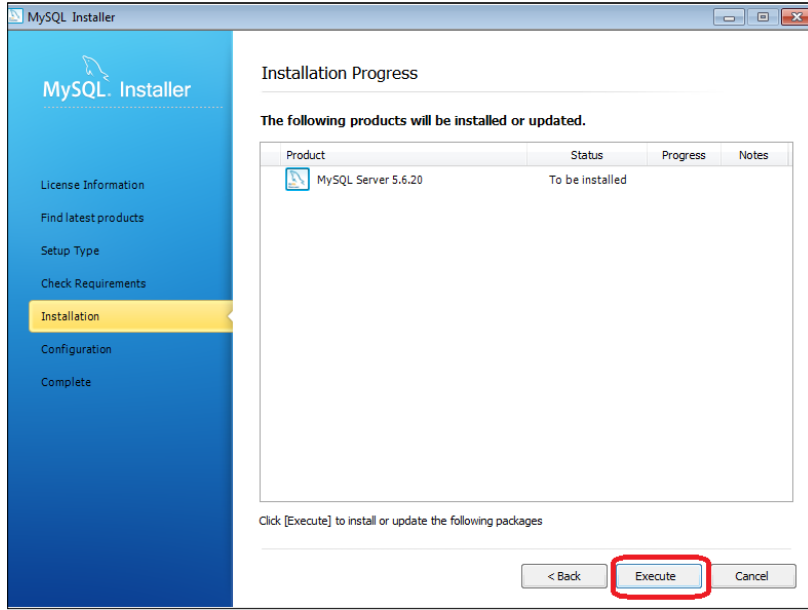 MySQL Installer
MySQL. Installer
License Information
Find latest products
Setup Type
Check Requirements
Installation
Configuration
Complete
Installation Progress
The following products will be installed or updated.
Product Status Progress Notes
MySQL Server 5.6.20 To be installed
Click [Execute] to install or update the following packages
< Back Execute Cancel